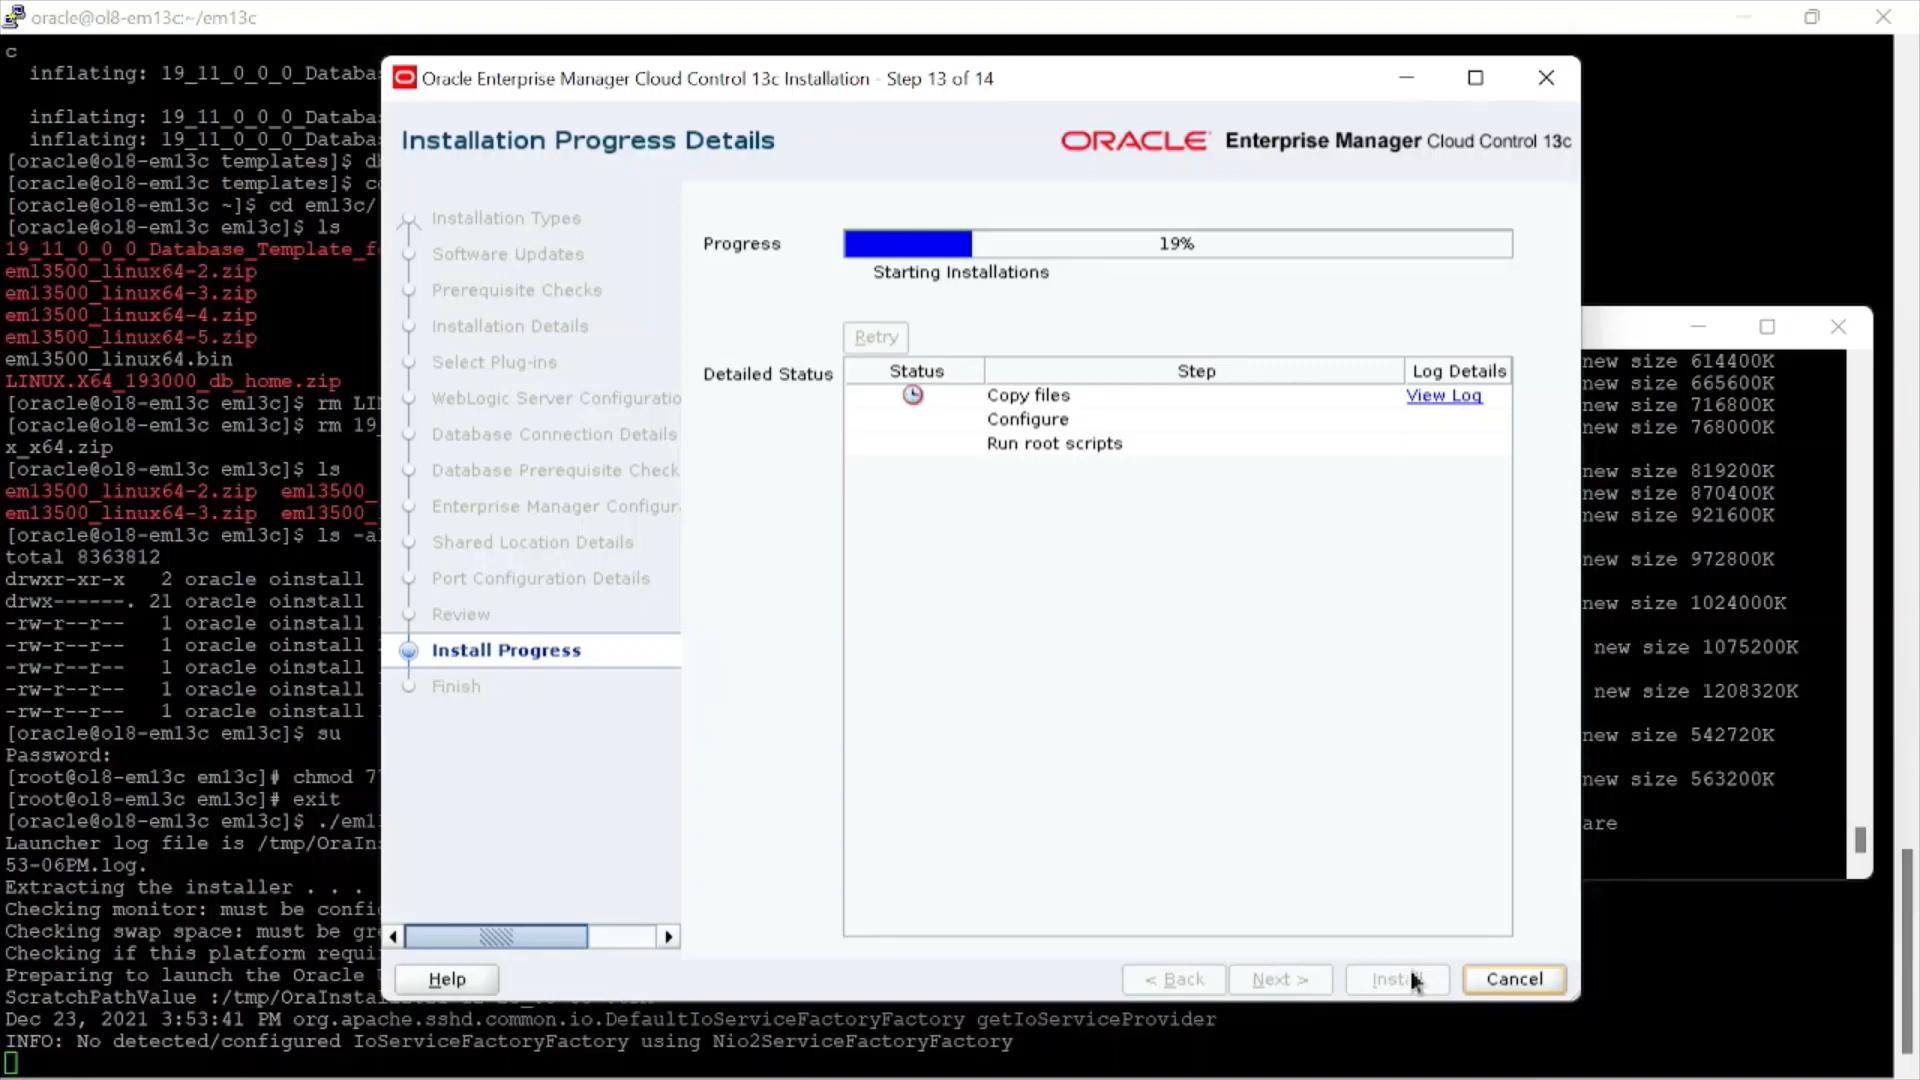 oracle@ol8-em13c:~/em13c
c
inflating: 19_11_0_0_0_Databa
inflating: 19_11_0_0_0_Databa
inflating: 19_11_0_0_0_Databa
[oracle@ol8-em13c templates]$ d
[oracle@ol8-em13c templates]$ c
[oracle@ol8-em13c ~]$ cd em13c/
[oracle@ol8-em13c em13c]$ ls
19_11_0_0_0_Database_Template_f
em13500_linux64-2.zip
em13500_linux64-3.zip
em13500_linux64-4.zip
em13500_linux64-5.zip
em13500_linux64.bin
LINUX.X64_193000_db_home.zip
[oracle@ol8-em13c em13c]$ rm LI
[oracle@ol8-em13c em13c]$ rm 19_
x_x64.zip
[oracle@ol8-em13c em13c]$ ls
em13500_linux64-2.zip em13500_
em13500_linux64-3.zip em13500_
[oracle@ol8-em13c em13c]$ ls -a
total 8363812
drwxr-xr-x 2 oracle oinstall
drwx------. 21 oracle oinstall
-rw-r--r-- 1 oracle oinstall
-rw-r--r-- 1 oracle oinstall
-rw-r--r-- 1 oracle oinstall
-rw-r--r-- 1 oracle oinstall
-rw-r--r-- 1 oracle oinstall
[oracle@ol8-em13c em13c]$ su
Password:
[root@ol8-em13c em13c]# chmod 7
[root@ol8-em13c em13c]# exit
[oracle@ol8-em13c em13c]$ ./em1
Launcher log file is /tmp/OraIn
53-06PM.log.
Extracting the installer . . .
Checking monitor: must be confi
Checking swap space: must be gr
Checking if this platform requi
Preparing to launch the Oracle
ScratchPathValue :/tmp/OraInsta
Dec 23, 2021 3:53:41 PM org.apache.sshd.common.io.DefaultIoServiceFactoryFactory getIoServiceProvider
INFO: No detected/configured IoServiceFactoryFactory using Nio2ServiceFactoryFactory
Oracle Enterprise Manager Cloud Control 13c Installation - Step 13 of 14
Installation Progress Details
ORACLE Enterprise Manager Cloud Control 13c
Installation Types
Software Updates
Prerequisite Checks
Installation Details
Select Plug-ins
WebLogic Server Configuratio
Database Connection Details
Database Prerequisite Check
Enterprise Manager Configur
Shared Location Details
Port Configuration Details
Review
Install Progress
Finish
Progress 19%
Starting Installations
Retry
Detailed Status
Status Step Log Details
Copy files View Log
Configure
Run root scripts
Help < Back Next > Install Cancel
new size 614400K
new size 665600K
new size 716800K
new size 768000K
new size 819200K
new size 870400K
new size 921600K
new size 972800K
new size 1024000K
new size 1075200K
new size 1208320K
new size 542720K
new size 563200K
are